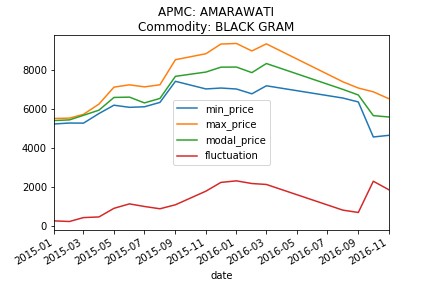 APMC: AMARAWATI
Commodity: BLACK GRAM
8000
6000
4000
2000
0
min_price
max_price
modal_price
fluctuation
2015-01
2015-03
2015-05
2015-07
2015-09
2015-11
2016-01
2016-03
2016-05
2016-07
2016-09
2016-11
date